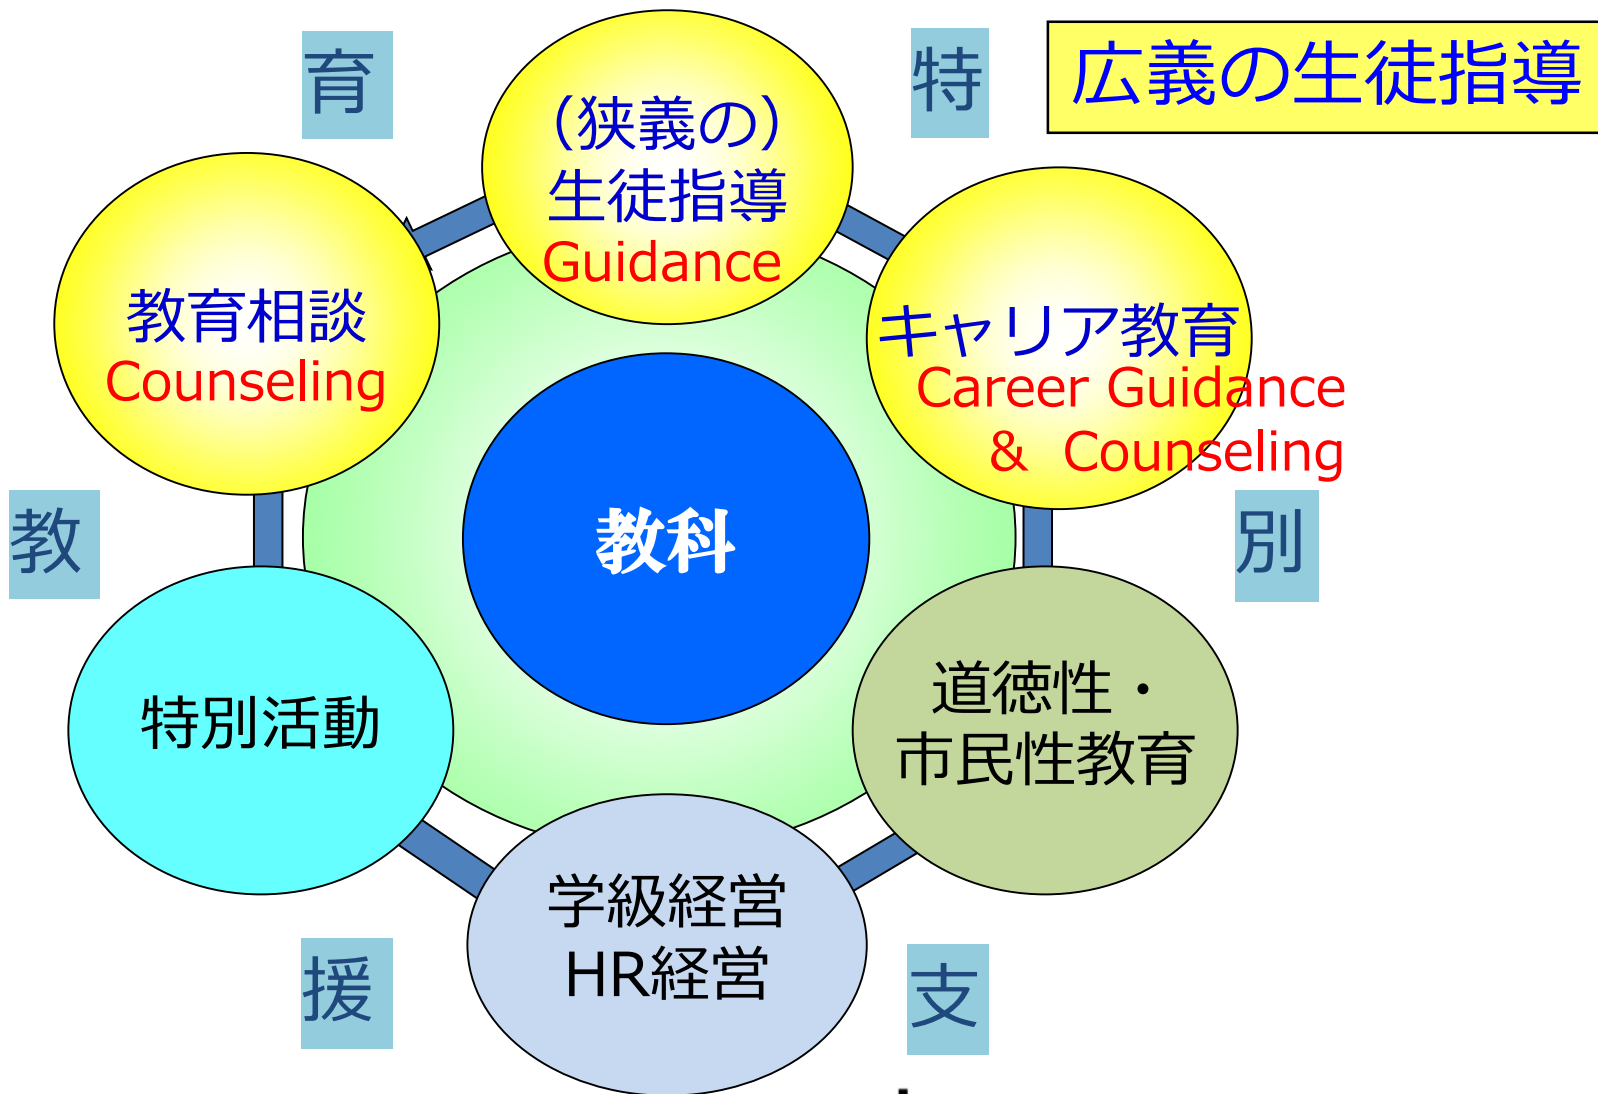 広義の生徒指導
特
別
支
援
教
育
（狭義の）
生徒指導
Guidance
教育相談
Counseling
キャリア教育
Career Guidance
& Counseling
教科
特別活動
道徳性・
市民性教育
学級経営
HR経営